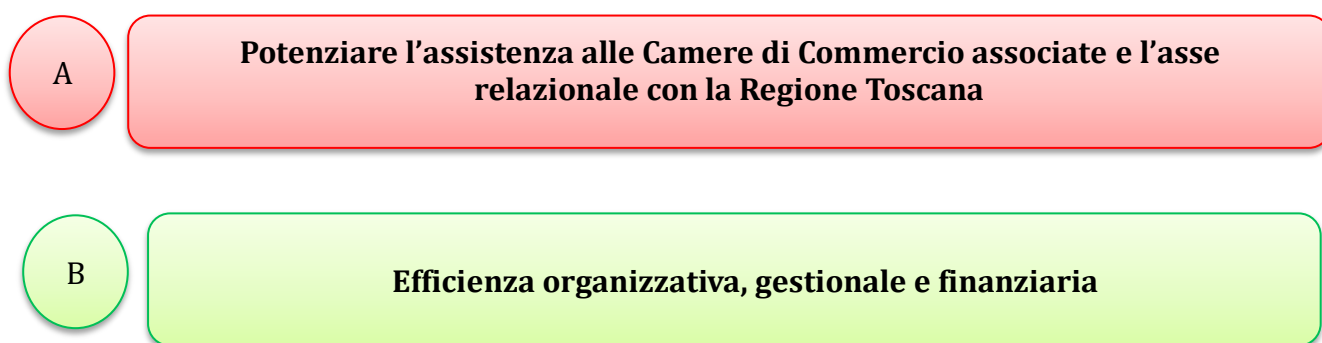 A
Potenziare l’assistenza alle Camere di Commercio associate e l’asse
relazionale con la Regione Toscana
B
Efficienza organizzativa, gestionale e finanziaria